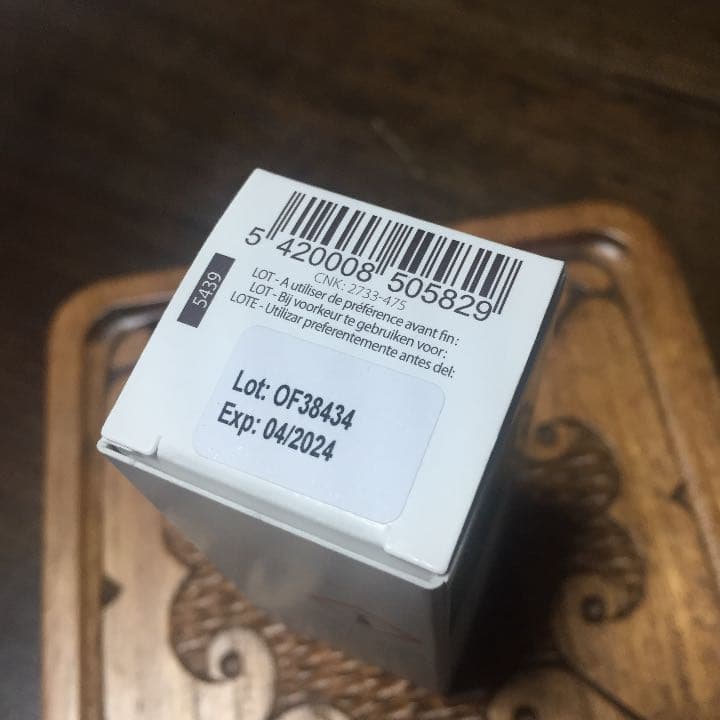 5 420008 505829
CNK: 2733-475
5439
LOT - A utiliser de préférence avant fin:
LOT - Bij voorkeur te gebruiken voor:
LOTE - Utilizar preferentemente antes del:
Lot: OF38434
Exp: 04/2024